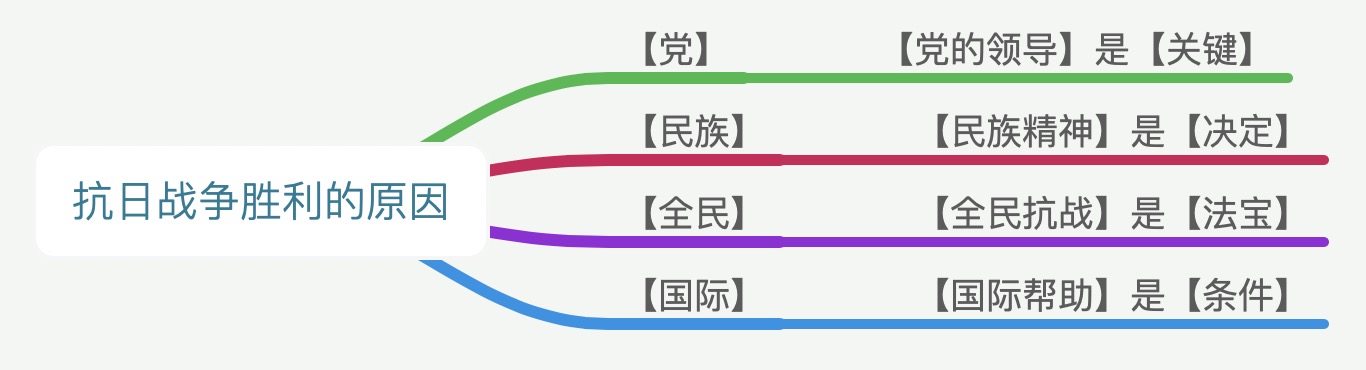 抗日战争胜利的原因
【党】 【党的领导】是【关键】
【民族】 【民族精神】是【决定】
【全民】 【全民抗战】是【法宝】
【国际】 【国际帮助】是【条件】